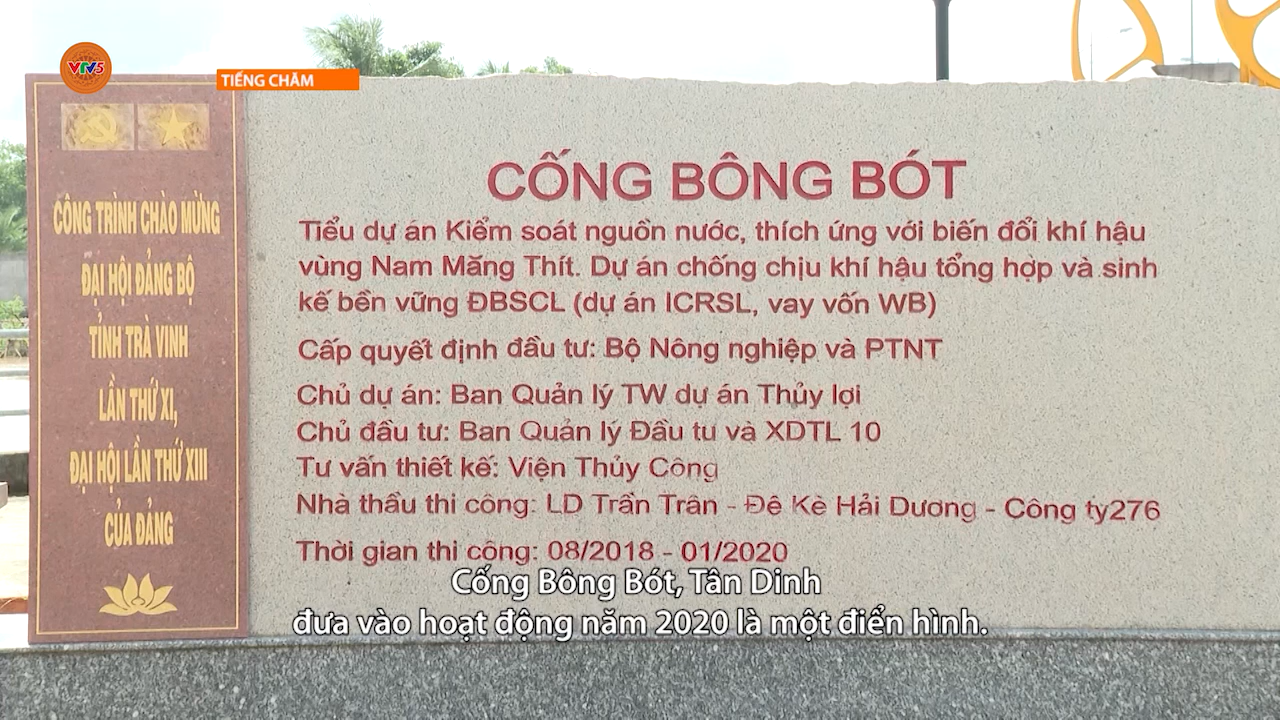 VTV5
TIẾNG CHĂM
CÔNG TRÌNH CHÀO MỪNG
ĐẠI HỘI ĐẢNG BỘ
TỈNH TRÀ VINH
LẦN THỨ XI,
ĐẠI HỘI LẦN THỨ XIII
CỦA ĐẢNG
CỐNG BÔNG BÓT
Tiểu dự án Kiểm soát nguồn nước, thích ứng với biến đổi khí hậu
vùng Nam Măng Thít. Dự án chống chịu khí hậu tổng hợp và sinh
kế bền vững ĐBSCL (dự án ICRSL, vay vốn WB)
Cấp quyết định đầu tư: Bộ Nông nghiệp và PTNT
Chủ dự án: Ban Quản lý TW dự án Thủy lợi
Chủ đầu tư: Ban Quản lý Đầu tư và XDTL 10
Tư vấn thiết kế: Viện Thủy Công
Nhà thầu thi công: LD Trần Trân - Đê Kè Hải Dương - Công ty276
Thời gian thi công: 08/2018 - 01/2020
Cống Bông Bót, Tân Dinh
đưa vào hoạt động năm 2020 là một điển hình.